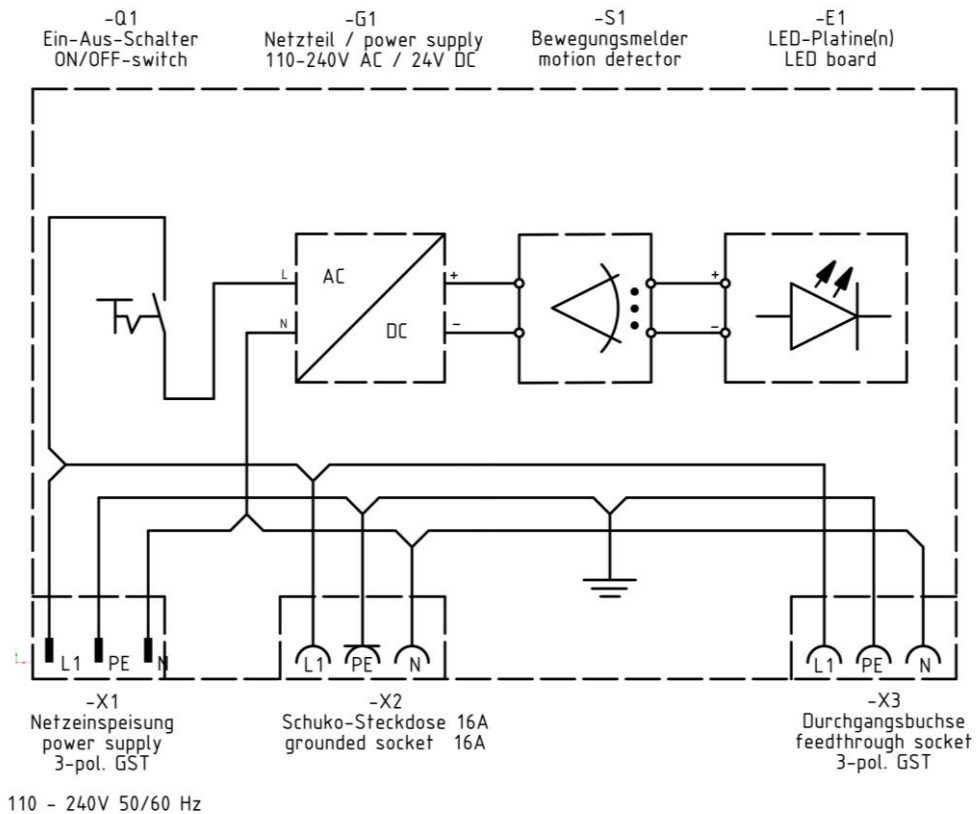 -Q1
Ein-Aus-Schalter
ON/OFF-switch
-G1
Netzteil / power supply
110-240V AC / 24V DC
-S1
Bewegungsmelder
motion detector
-E1
LED-Platine(n)
LED board
L
N
AC
DC
+
-
+
-
L1
PE
N
L1
PE
N
L1
PE
N
-X1
Netzeinspeisung
power supply
3-pol. GST
-X2
Schuko-Steckdose 16A
grounded socket 16A
-X3
Durchgangsbuchse
feedthrough socket
3-pol. GST
110 - 240V 50/60 Hz